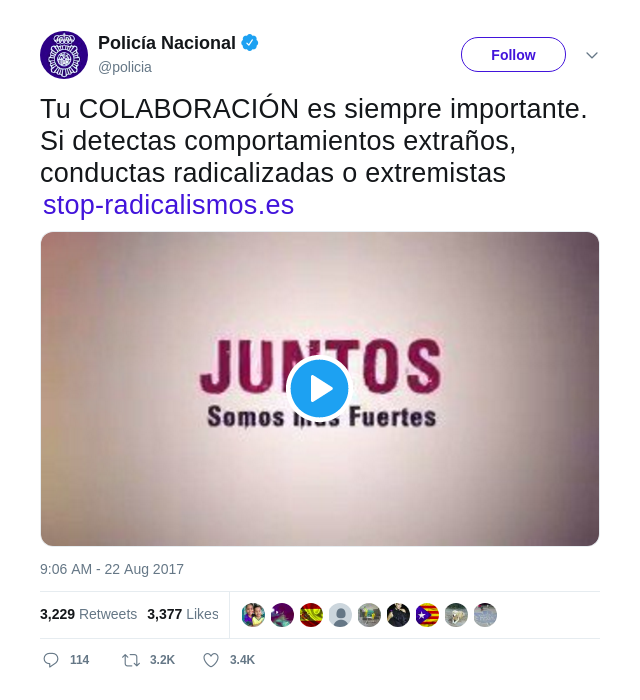 Policía Nacional
@policia
Follow
Tu COLABORACIÓN es siempre importante.
Si detectas comportamientos extraños,
conductas radicalizadas o extremistas
stop-radicalismos.es
JUNTOS
Somos más Fuertes
9:06 AM - 22 Aug 2017
3,229 Retweets 3,377 Likes
114 3.2K 3.4K